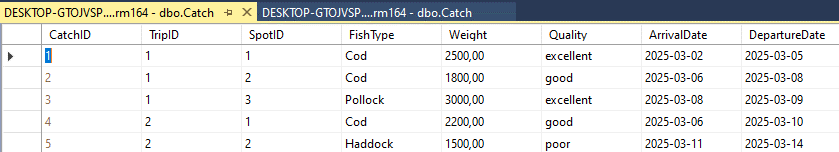 DESKTOP-GTOJVSP....rm164 - dbo.Catch DESKTOP-GTOJVSP....rm164 - dbo.Catch
CatchID TripID SpotID FishType Weight Quality ArrivalDate DepartureDate
1 1 1 Cod 2500,00 excellent 2025-03-02 2025-03-05
2 1 2 Cod 1800,00 good 2025-03-06 2025-03-08
3 1 3 Pollock 3000,00 excellent 2025-03-08 2025-03-09
4 2 1 Cod 2200,00 good 2025-03-06 2025-03-10
5 2 2 Haddock 1500,00 poor 2025-03-11 2025-03-14